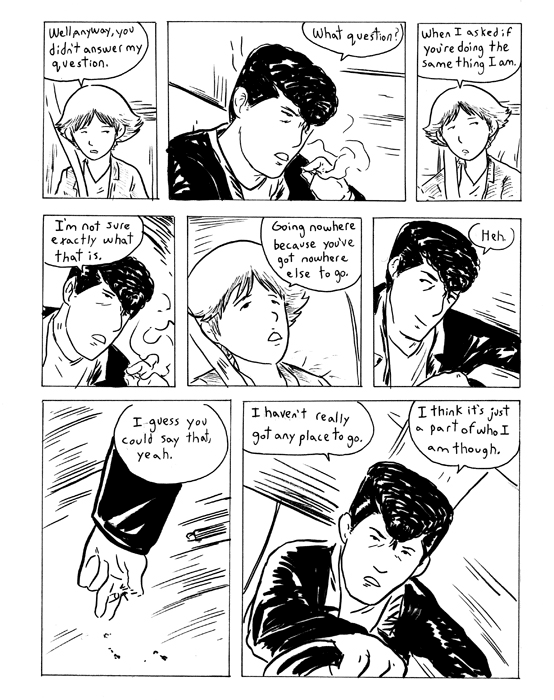 Well anyway, you
didn't answer my
question.
What question?
When I asked if
you're doing the
same thing I am.
I'm not sure
exactly what
that is.
Going nowhere
because you've
got nowhere
else to go.
Heh.
I guess you
could say that,
yeah.
I haven't really
got any place to go.
I think it's just
a part of who I
am though.